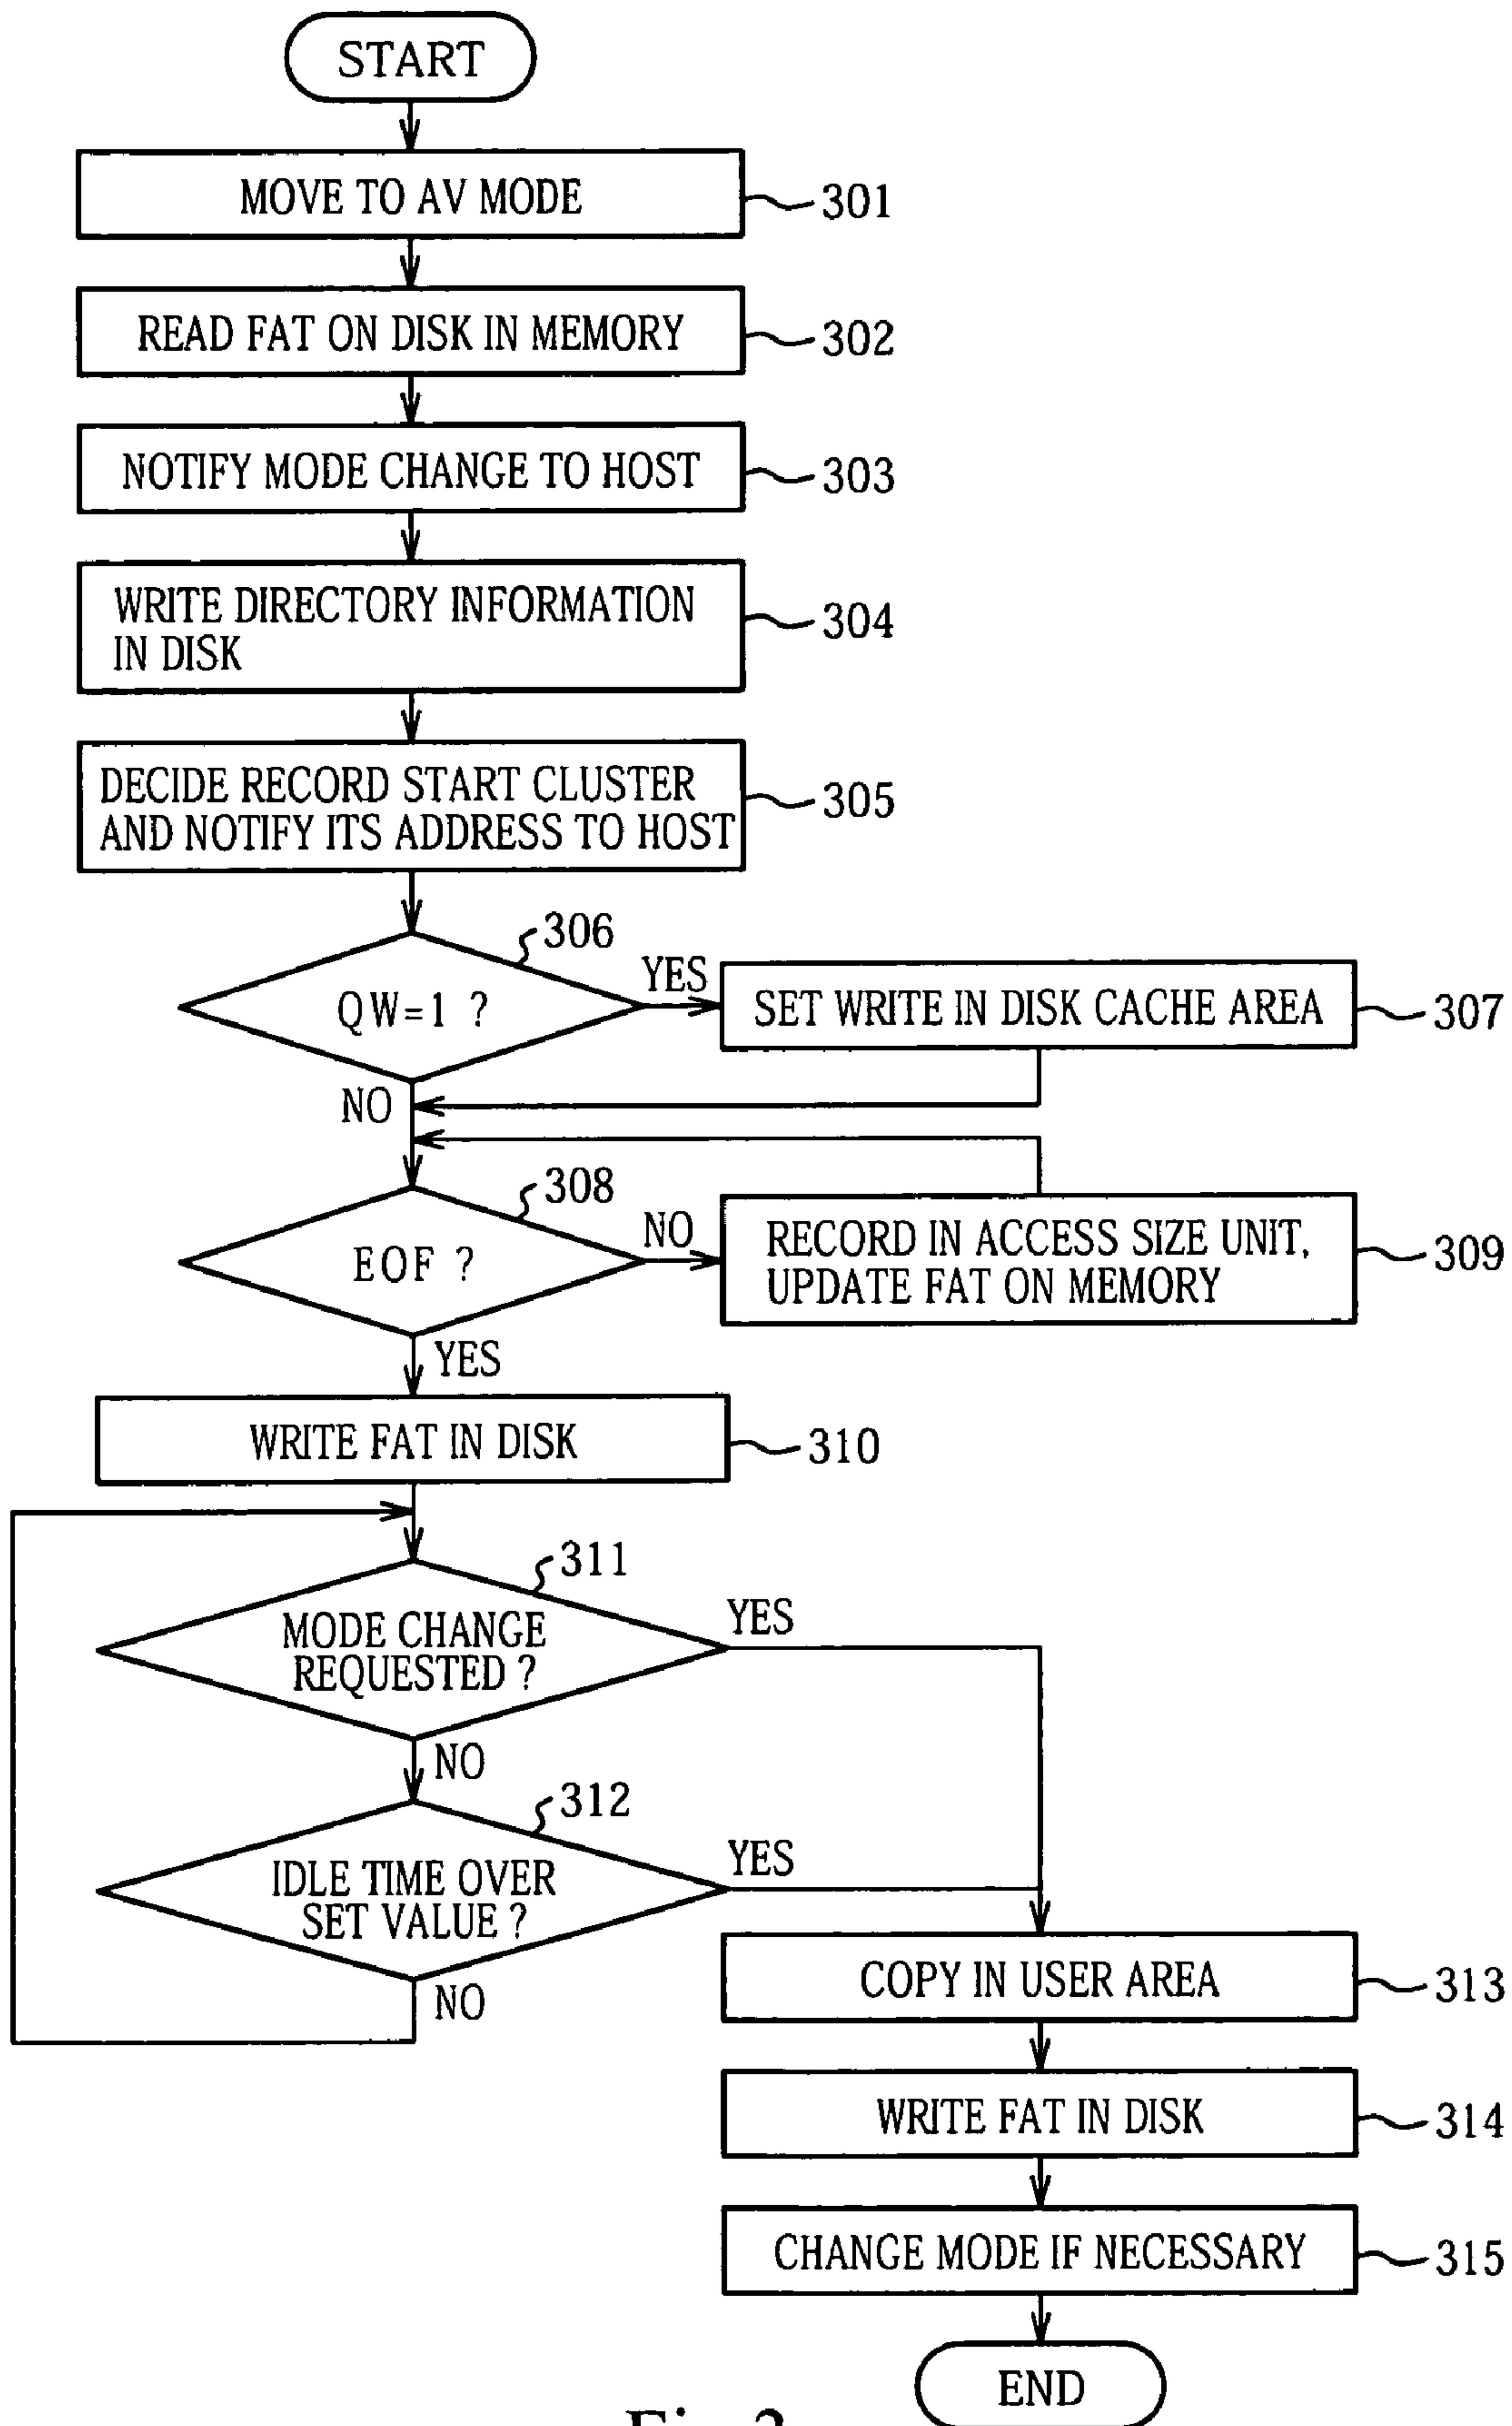 START
MOVE TO AV MODE
301
READ FAT ON DISK IN MEMORY
302
NOTIFY MODE CHANGE TO HOST
303
WRITE DIRECTORY INFORMATION
IN DISK
304
DECIDE RECORD START CLUSTER
AND NOTIFY ITS ADDRESS TO HOST
305
306
QW=1 ?
YES
SET WRITE IN DISK CACHE AREA
307
NO
308
EOF ?
NO
RECORD IN ACCESS SIZE UNIT,
UPDATE FAT ON MEMORY
309
YES
WRITE FAT IN DISK
310
311
MODE CHANGE
REQUESTED ?
YES
NO
312
IDLE TIME OVER
SET VALUE ?
YES
NO
COPY IN USER AREA
313
WRITE FAT IN DISK
314
CHANGE MODE IF NECESSARY
315
END